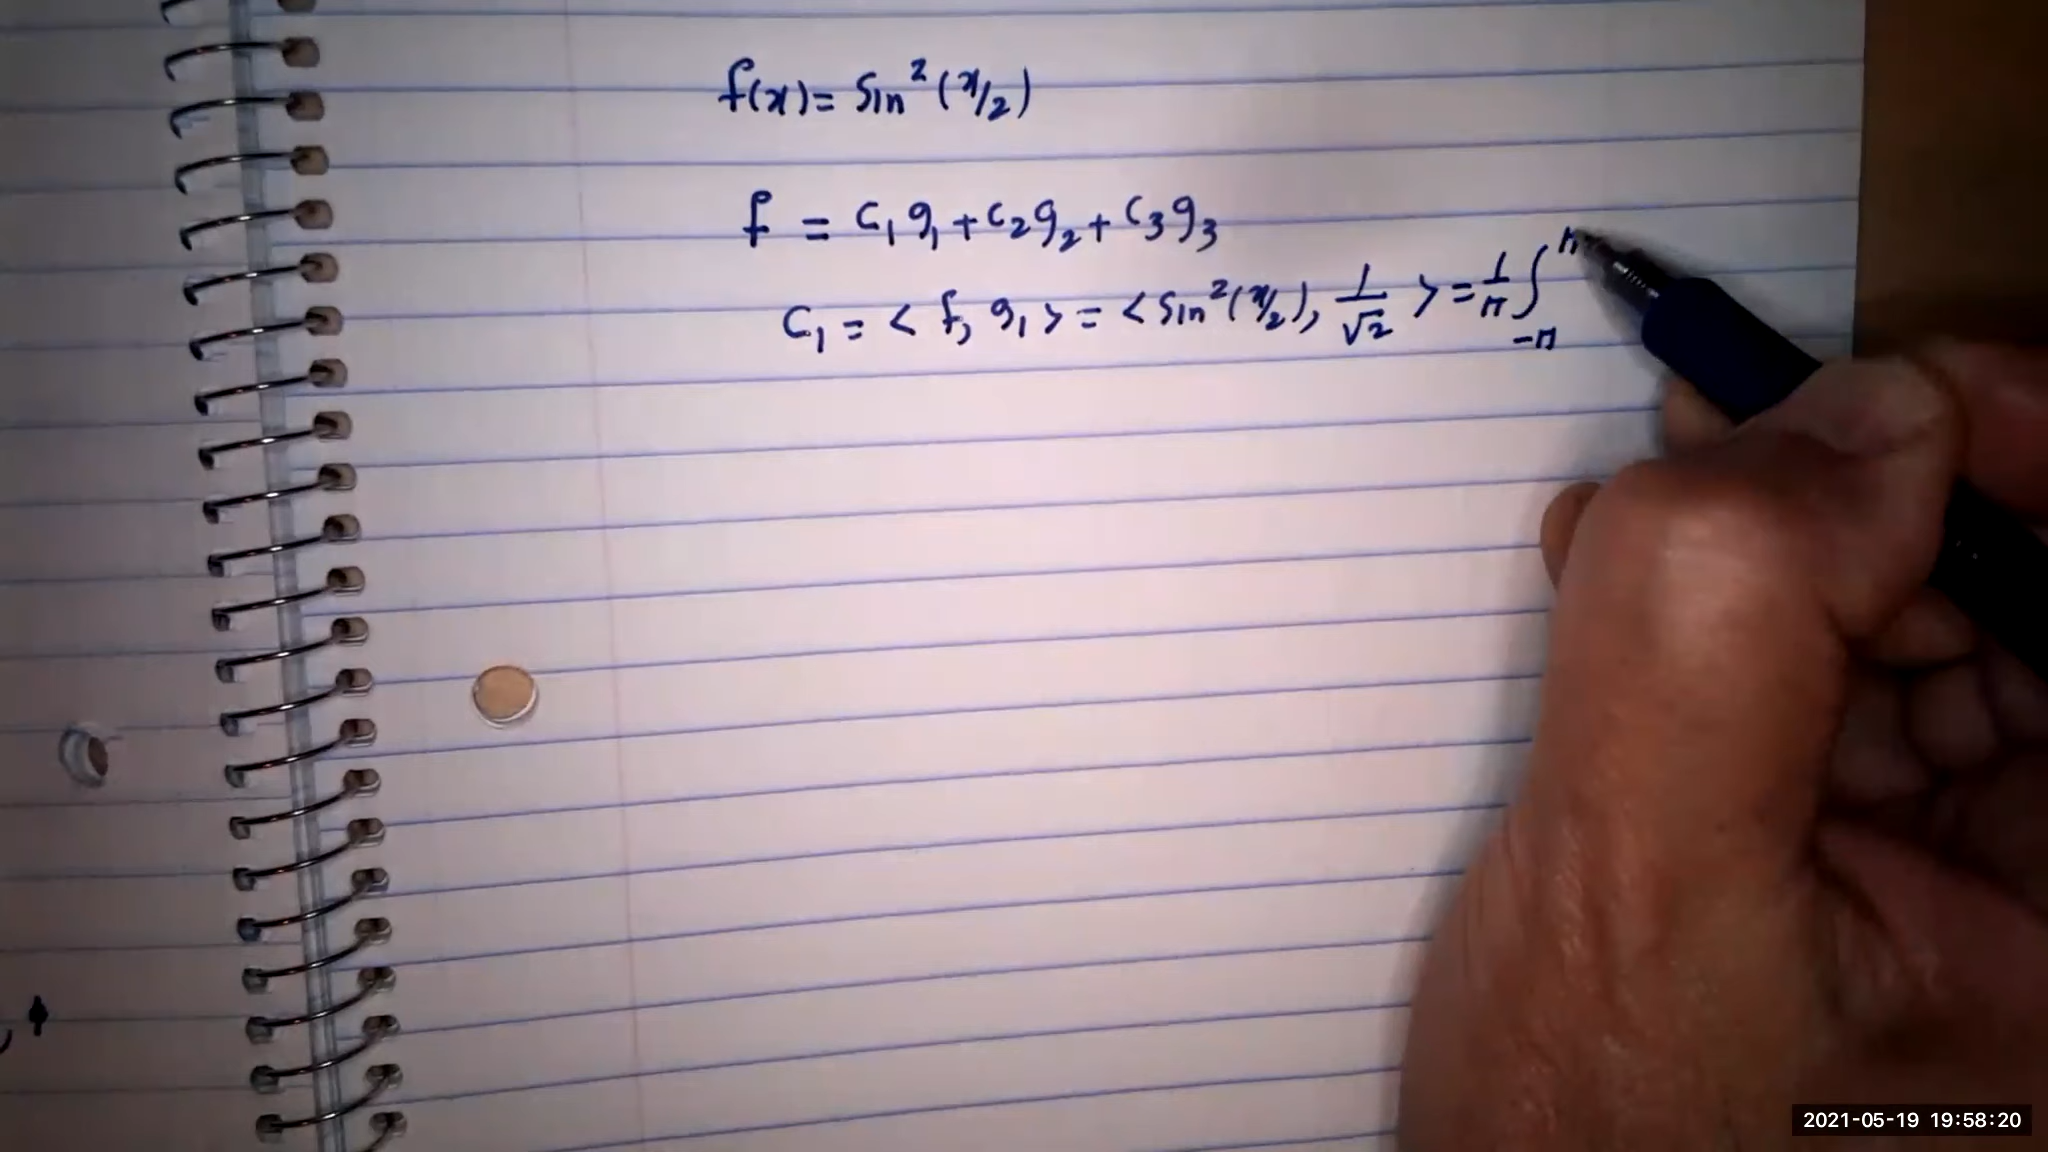 f(x) = Sin²(x/2)
f = C₁g₁ + C₂g₂ + C₃g₃
C₁ = < f, g₁ > = < Sin²(x/2), 1/√2 > = 1/π ∫_{-π}^{π}
2021-05-19 19:58:20